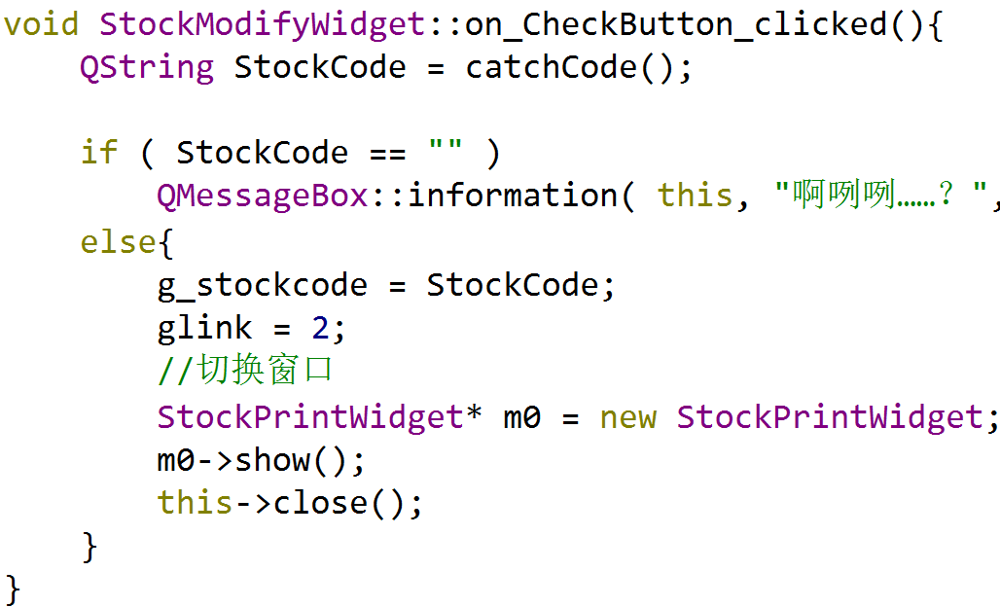 void StockModifyWidget::on_CheckButton_clicked(){
    QString StockCode = catchCode();

    if ( StockCode == "" )
        QMessageBox::information( this, "啊咧咧……？",
    else{
        g_stockcode = StockCode;
        glink = 2;
        //切换窗口
        StockPrintWidget* m0 = new StockPrintWidget;
        m0->show();
        this->close();
    }
}